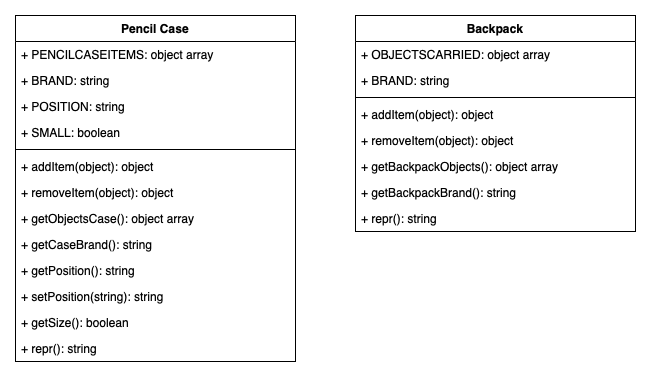 Pencil Case
+ PENCILCASEITEMS: object array
+ BRAND: string
+ POSITION: string
+ SMALL: boolean
+ addItem(object): object
+ removeItem(object): object
+ getObjectsCase(): object array
+ getCaseBrand(): string
+ getPosition(): string
+ setPosition(string): string
+ getSize(): boolean
+ repr(): string
Backpack
+ OBJECTSCARRIED: object array
+ BRAND: string
+ addItem(object): object
+ removeItem(object): object
+ getBackpackObjects(): object array
+ getBackpackBrand(): string
+ repr(): string